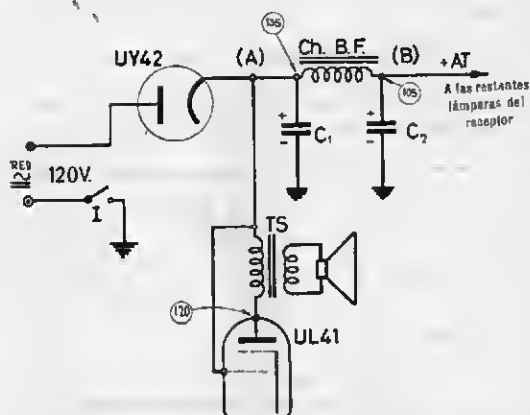 135
Ch. B.F.
UY42
(A)
(B)
+AT
105
A las restantes
lámparas del
receptor
+
-
C₁
+
-
C₂
RED
120V.
I
TS
120
UL41